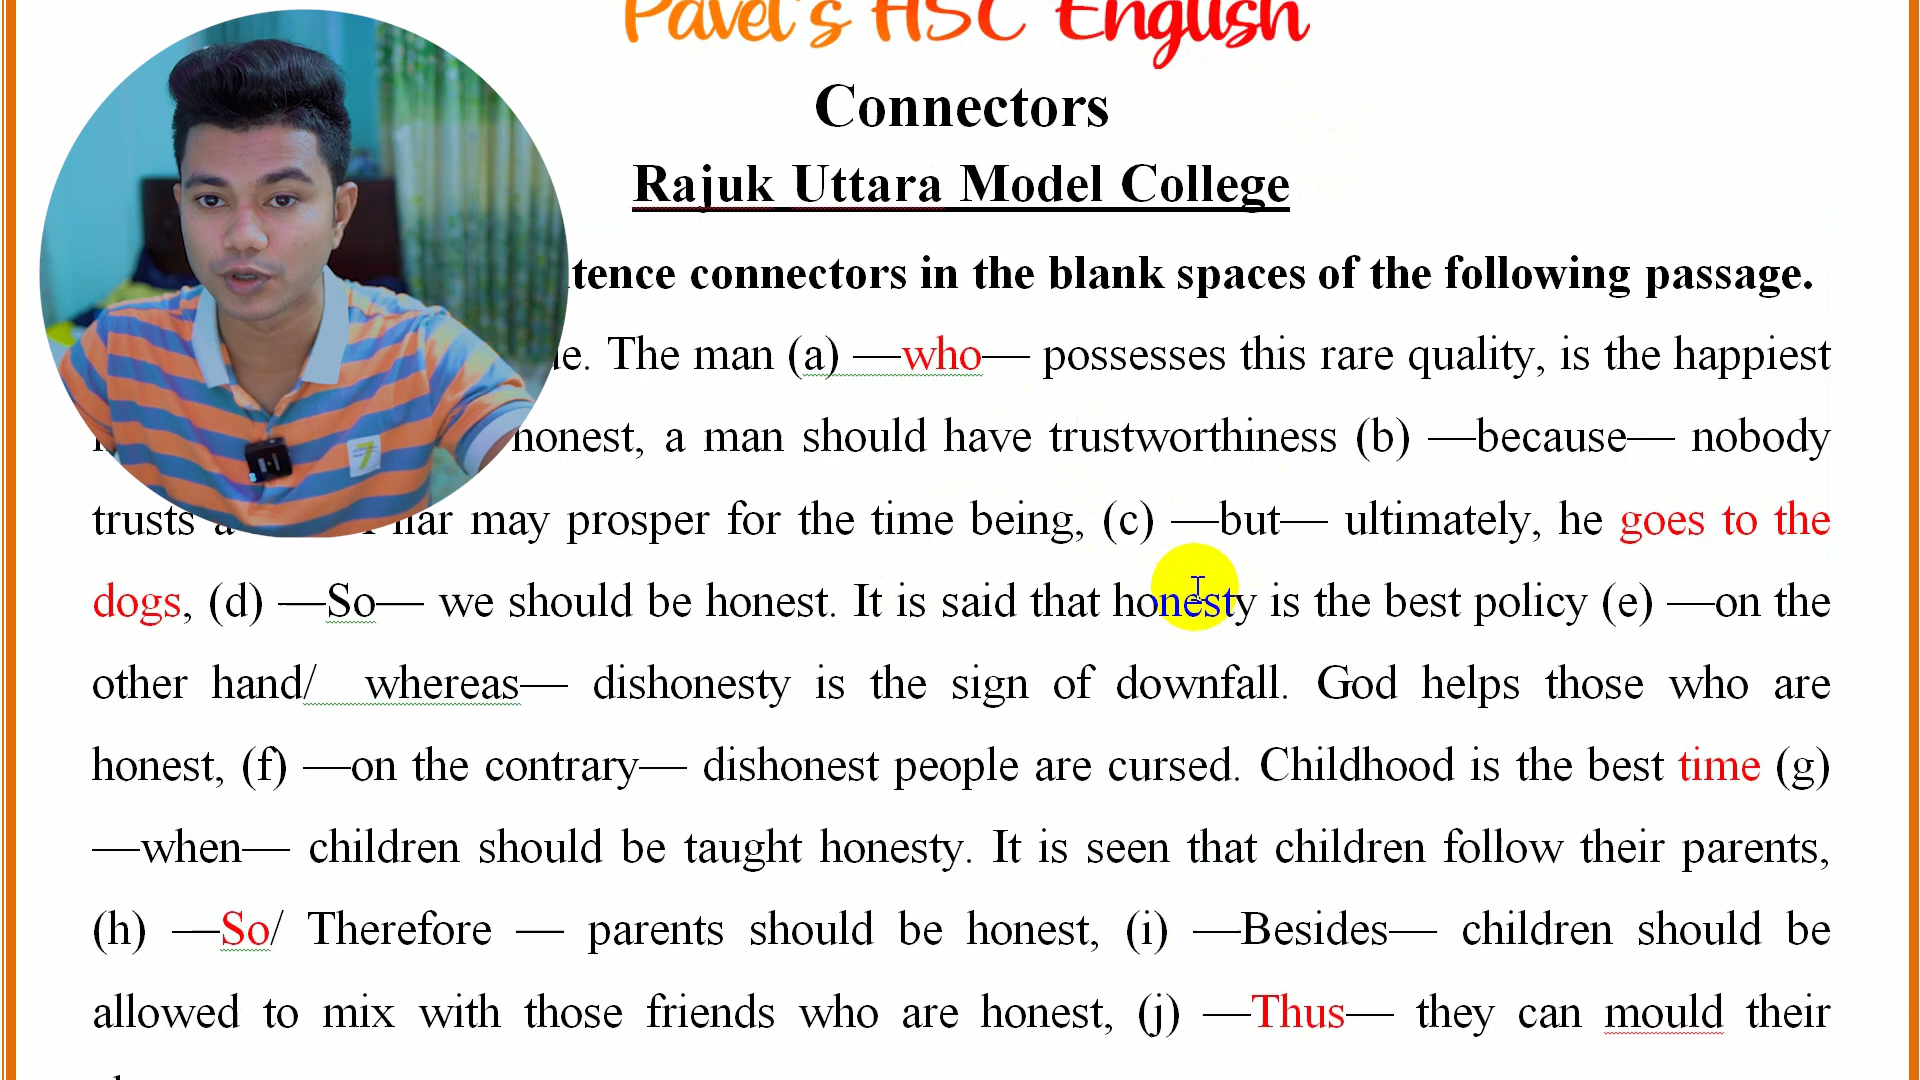 Pavel's HSC English
Connectors
Rajuk Uttara Model College
tence connectors in the blank spaces of the following passage.
The man (a) —who— possesses this rare quality, is the happiest
honest, a man should have trustworthiness (b) —because— nobody
trusts liar may prosper for the time being, (c) —but— ultimately, he goes to the
dogs, (d) —So— we should be honest. It is said that honesty is the best policy (e) —on the
other hand/ whereas— dishonesty is the sign of downfall. God helps those who are
honest, (f) —on the contrary— dishonest people are cursed. Childhood is the best time (g)
—when— children should be taught honesty. It is seen that children follow their parents,
(h) —So/ Therefore — parents should be honest, (i) —Besides— children should be
allowed to mix with those friends who are honest, (j) —Thus— they can mould their